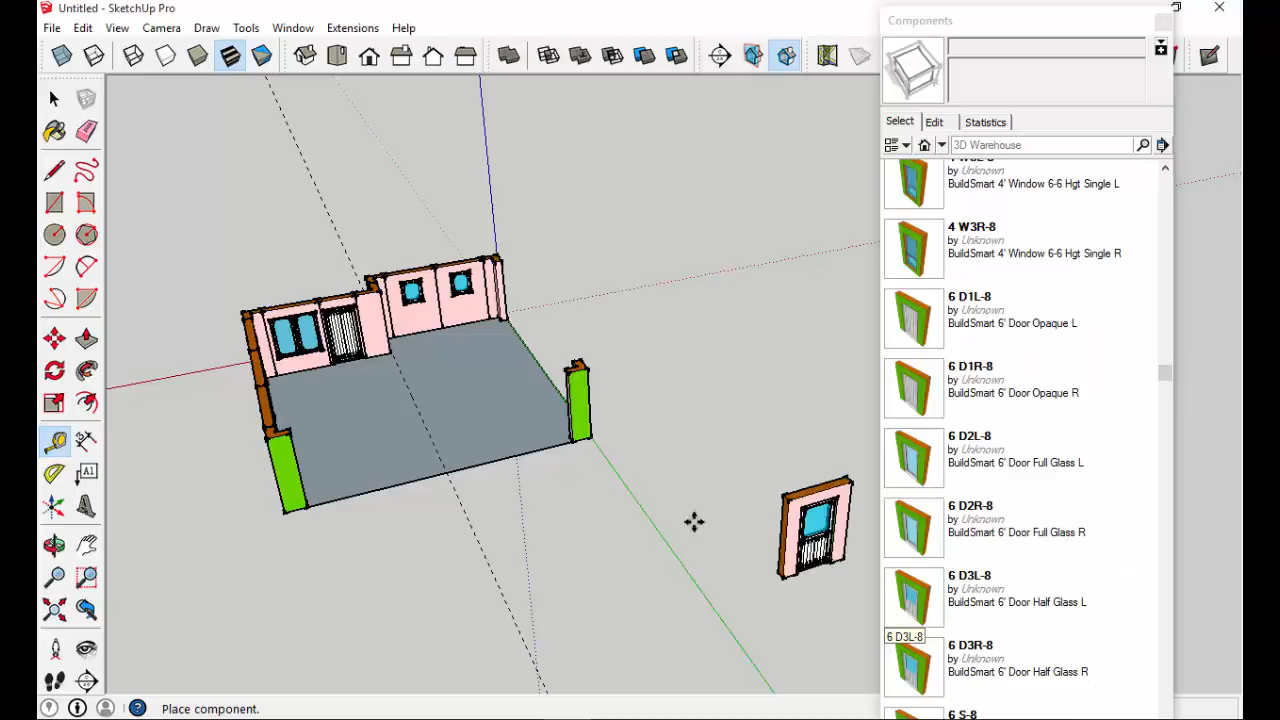 Untitled - SketchUp Pro
File Edit View Camera Draw Tools Window Extensions Help
Components
Select Edit Statistics
3D Warehouse
by Unknown
BuildSmart 4' Window 6-6 Hgt Single L
4 W3R-8
by Unknown
BuildSmart 4' Window 6-6 Hgt Single R
6 D1L-8
by Unknown
BuildSmart 6' Door Opaque L
6 D1R-8
by Unknown
BuildSmart 6' Door Opaque R
6 D2L-8
by Unknown
BuildSmart 6' Door Full Glass L
6 D2R-8
by Unknown
BuildSmart 6' Door Full Glass R
6 D3L-8
by Unknown
BuildSmart 6' Door Half Glass L
6 D3L-8
6 D3R-8
by Unknown
BuildSmart 6' Door Half Glass R
6 S-8
A1
Place component.